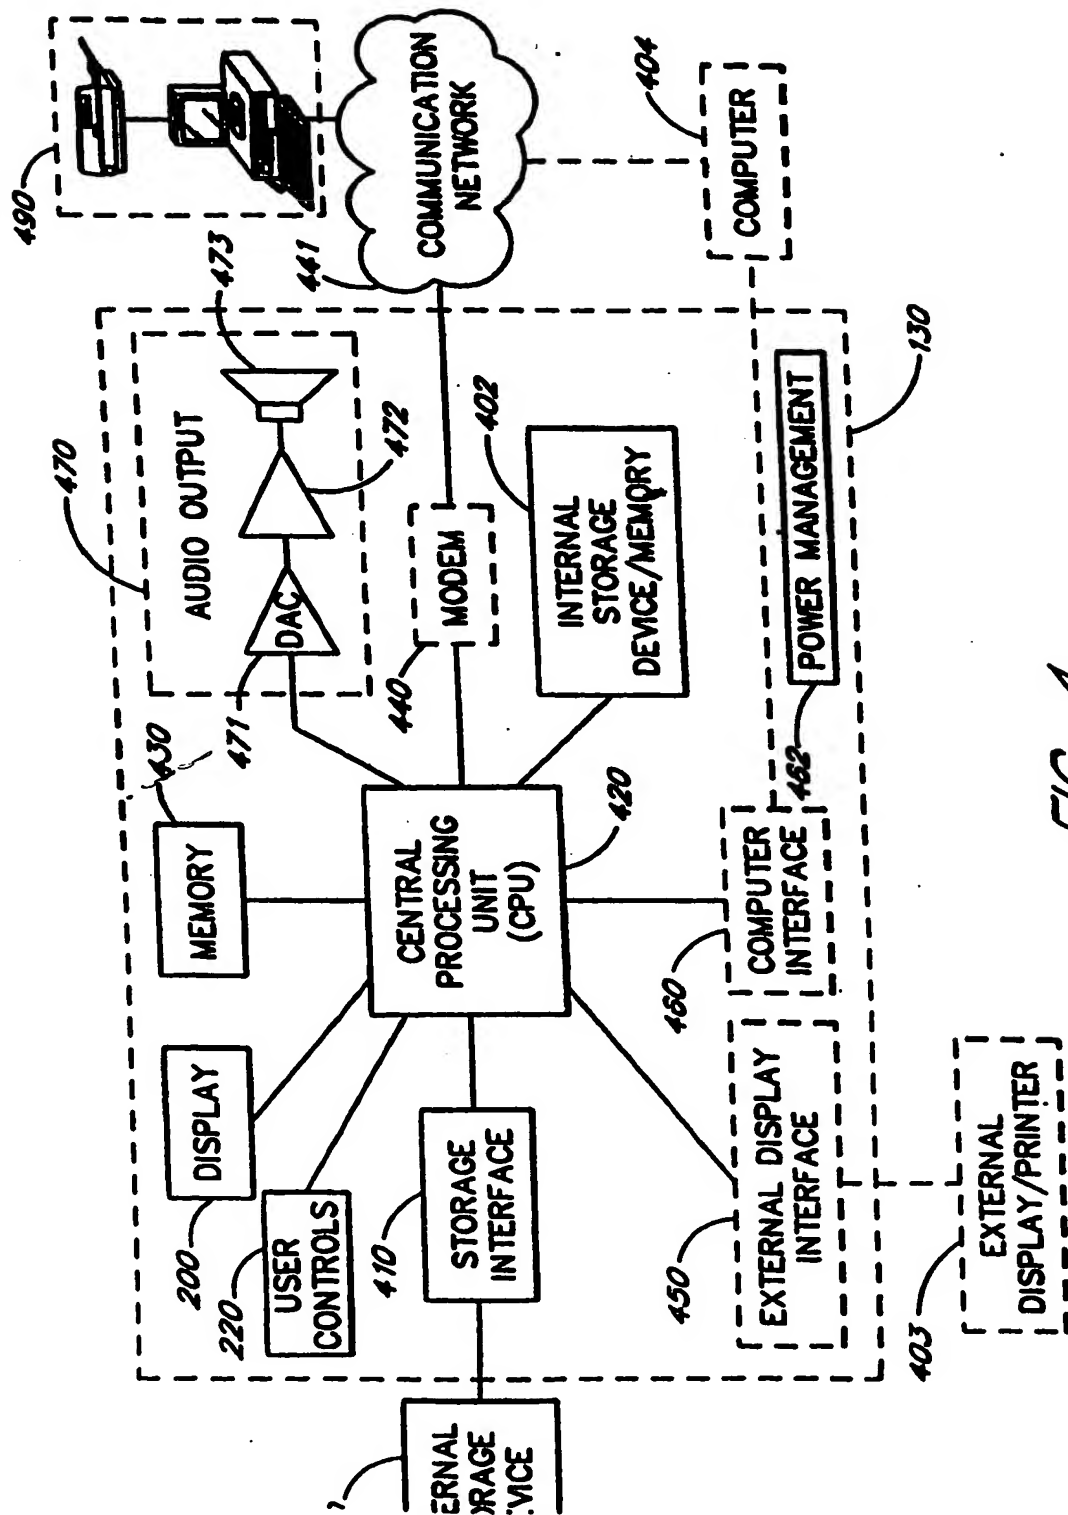 490
473
441
COMMUNICATION
NETWORK
404
COMPUTER
470
AUDIO OUTPUT
DAC
471
472
430
MEMORY
440
MODEM
402
INTERNAL
STORAGE
DEVICE/MEMORY
130
POWER MANAGEMENT
462
CENTRAL
PROCESSING
UNIT
(CPU)
420
DISPLAY
200
USER
CONTROLS
220
STORAGE
INTERFACE
410
460
COMPUTER
INTERFACE
450
EXTERNAL DISPLAY
INTERFACE
EXTERNAL
DISPLAY/PRINTER
403
ERNAL
RAGE
VICE